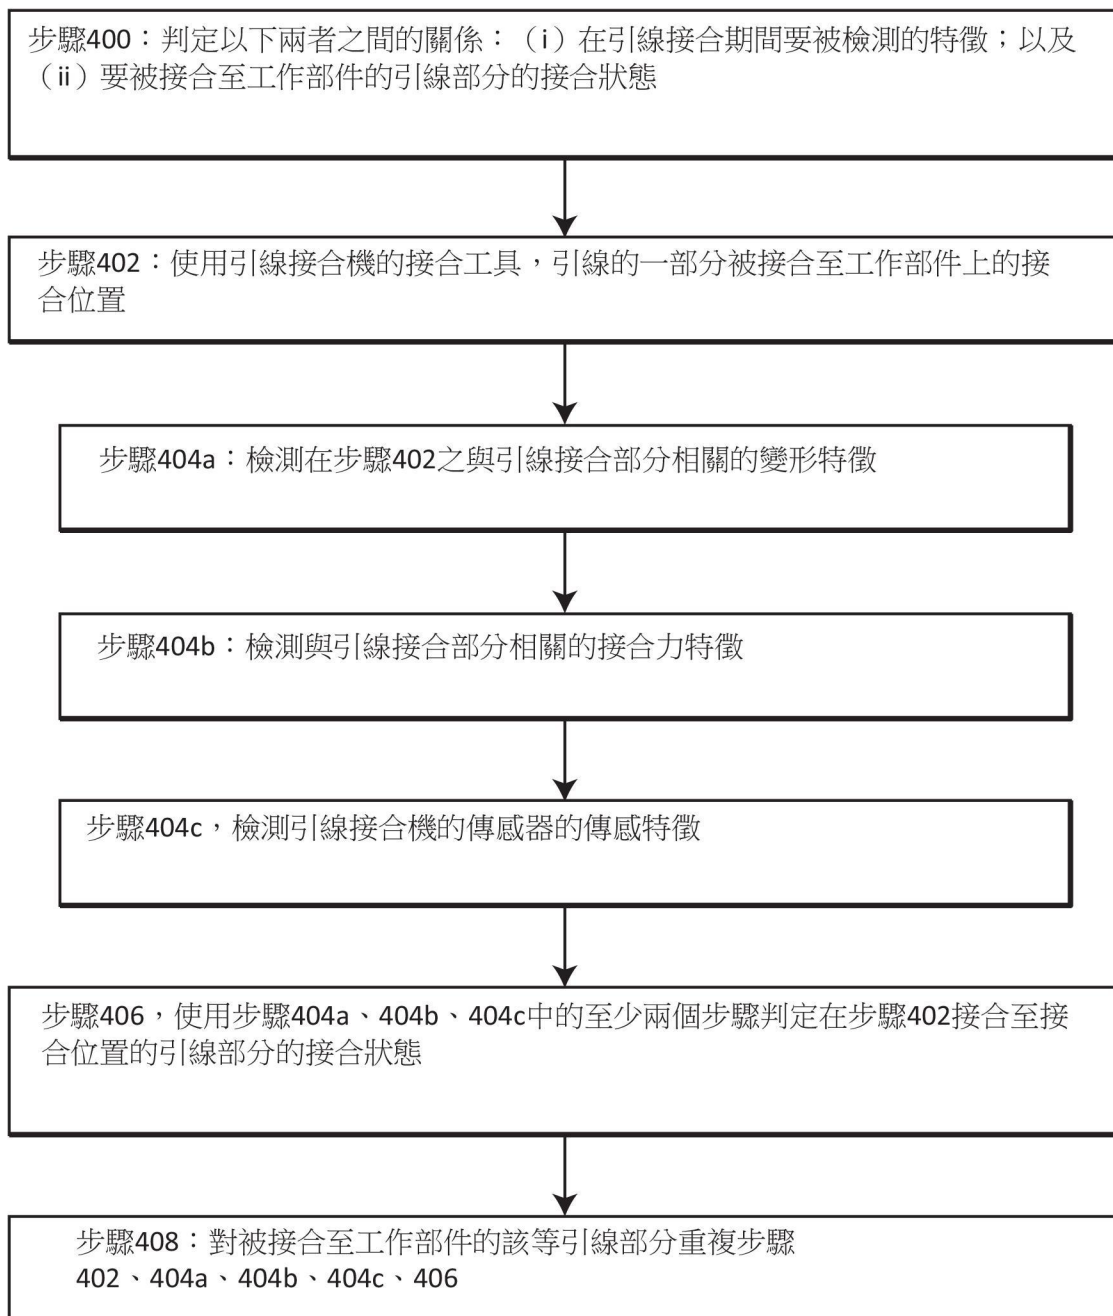 步驟400：判定以下兩者之間的關係：（i）在引線接合期間要被檢測的特徵；以及
（ii）要被接合至工作部件的引線部分的接合狀態
步驟402：使用引線接合機的接合工具，引線的一部分被接合至工作部件上的接
合位置
步驟404a：檢測在步驟402之與引線接合部分相關的變形特徵
步驟404b：檢測與引線接合部分相關的接合力特徵
步驟404c，檢測引線接合機的傳感器的傳感特徵
步驟406，使用步驟404a、404b、404c中的至少兩個步驟判定在步驟402接合至接
合位置的引線部分的接合狀態
步驟408：對被接合至工作部件的該等引線部分重複步驟
402、404a、404b、404c、406